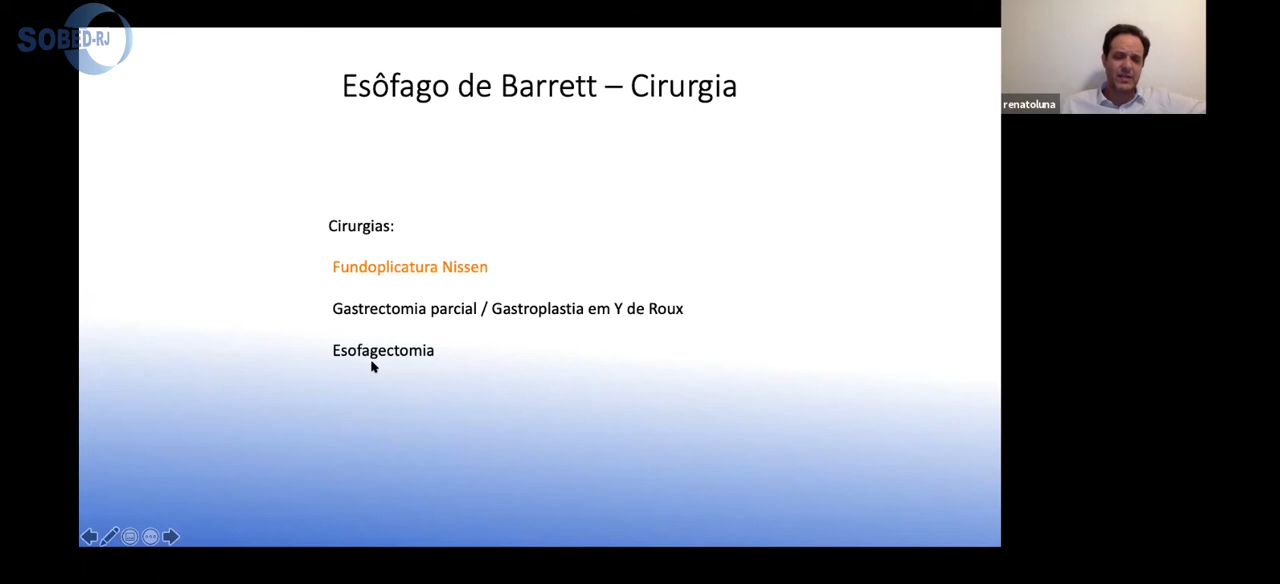 SOBED-RJ
Esôfago de Barrett – Cirurgia
renatoluna
Cirurgias:
Fundoplicatura Nissen
Gastrectomia parcial / Gastroplastia em Y de Roux
Esofagectomia